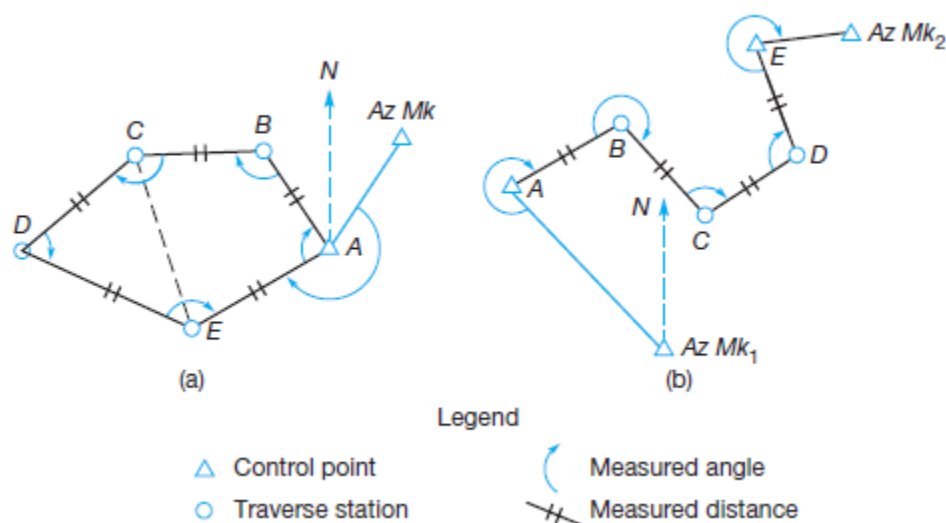 N
Az Mk
C
B
A
D
E
(a)
Az Mk₂
E
B
D
A
N
C
Az Mk₁
(b)
Legend
Control point
Measured angle
Traverse station
Measured distance